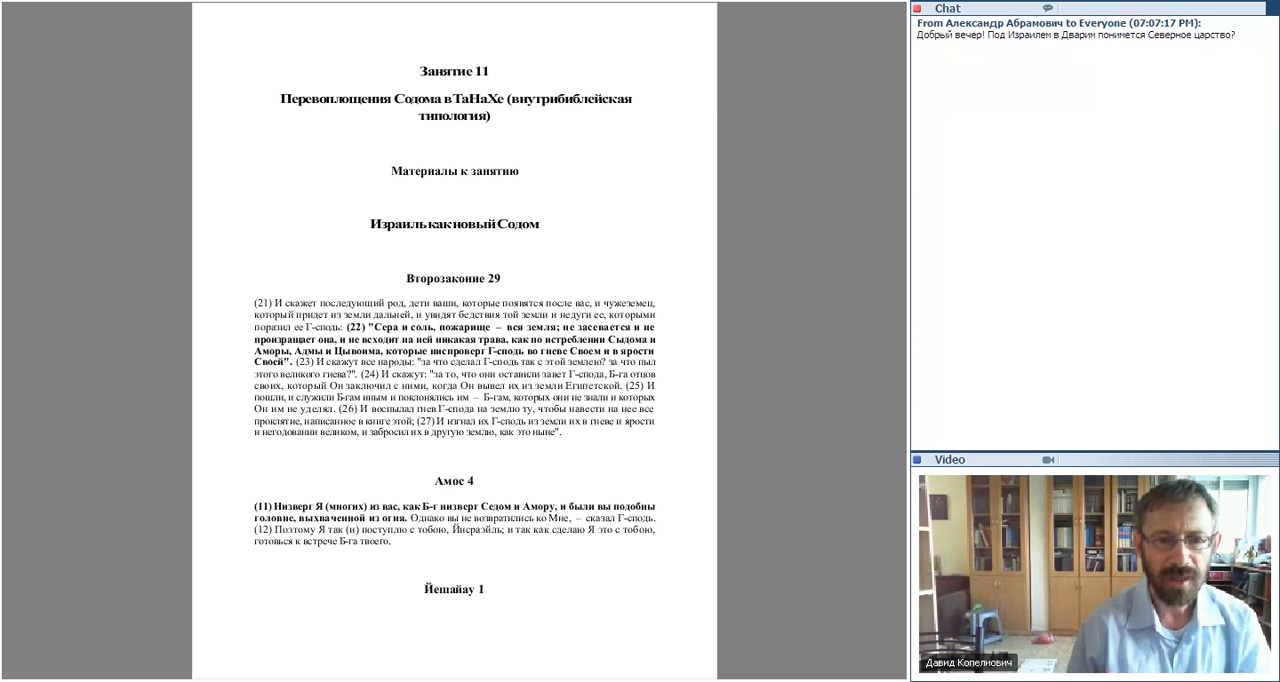 Занятие 11
Перевоплощения Содома в ТаНаХе (внутрибиблейская
типология)
Материалы к занятию
Израиль как новый Содом
Второзаконие 29
(21) И скажет последующий род, дети ваши, которые появятся после вас, и чужеземец,
который придет из земли дальней, и увидят бедствия той земли и недуги ее, которыми
поразил ее Г-сподь: (22) "Сера и соль, пожарище – вся земля; не засевается и не
произращает она, и не всходит на ней никакая трава, как по истреблении Сыдома и
Аморы, Адмы и Цывоима, которые ниспроверг Г-сподь во гневе Своем и в ярости
Своей". (23) И скажут все народы: "за что сделал Г-сподь так с этой землею? за что пыл
этого великого гнева?". (24) И скажут: "за то, что они оставили завет Г-спода, Б-га отцов
своих, который Он заключил с ними, когда Он вывел их из земли Египетской. (25) И
пошли, и служили Б-гам иным и поклонялись им – Б-гам, которых они не знали и которых
Он им не уделял. (26) И воспылал гнев Г-спода на землю ту, чтобы навести на нее все
проклятие, написанное в книге этой; (27) И изгнал их Г-сподь из земли их в гневе и ярости
и негодовании великом, и забросил их в другую землю, как это ныне".
Амос 4
(11) Низверг Я (многих) из вас, как Б-г низверг Седом и Амору, и были вы подобны
головне, выхваченной из огня. Однако вы не возвратились ко Мне, – сказал Г-сподь.
(12) Поэтому Я так (и) поступлю с тобою, Йисраэйль; и так как сделаю Я это с тобою,
готовься к встрече Б-га твоего.
Йешайау 1
Chat
From Александр Абрамович to Everyone (07:07:17 PM):
Добрый вечер! Под Израилем в Дварим понимется Северное царство?
Video
Давид Копелиович